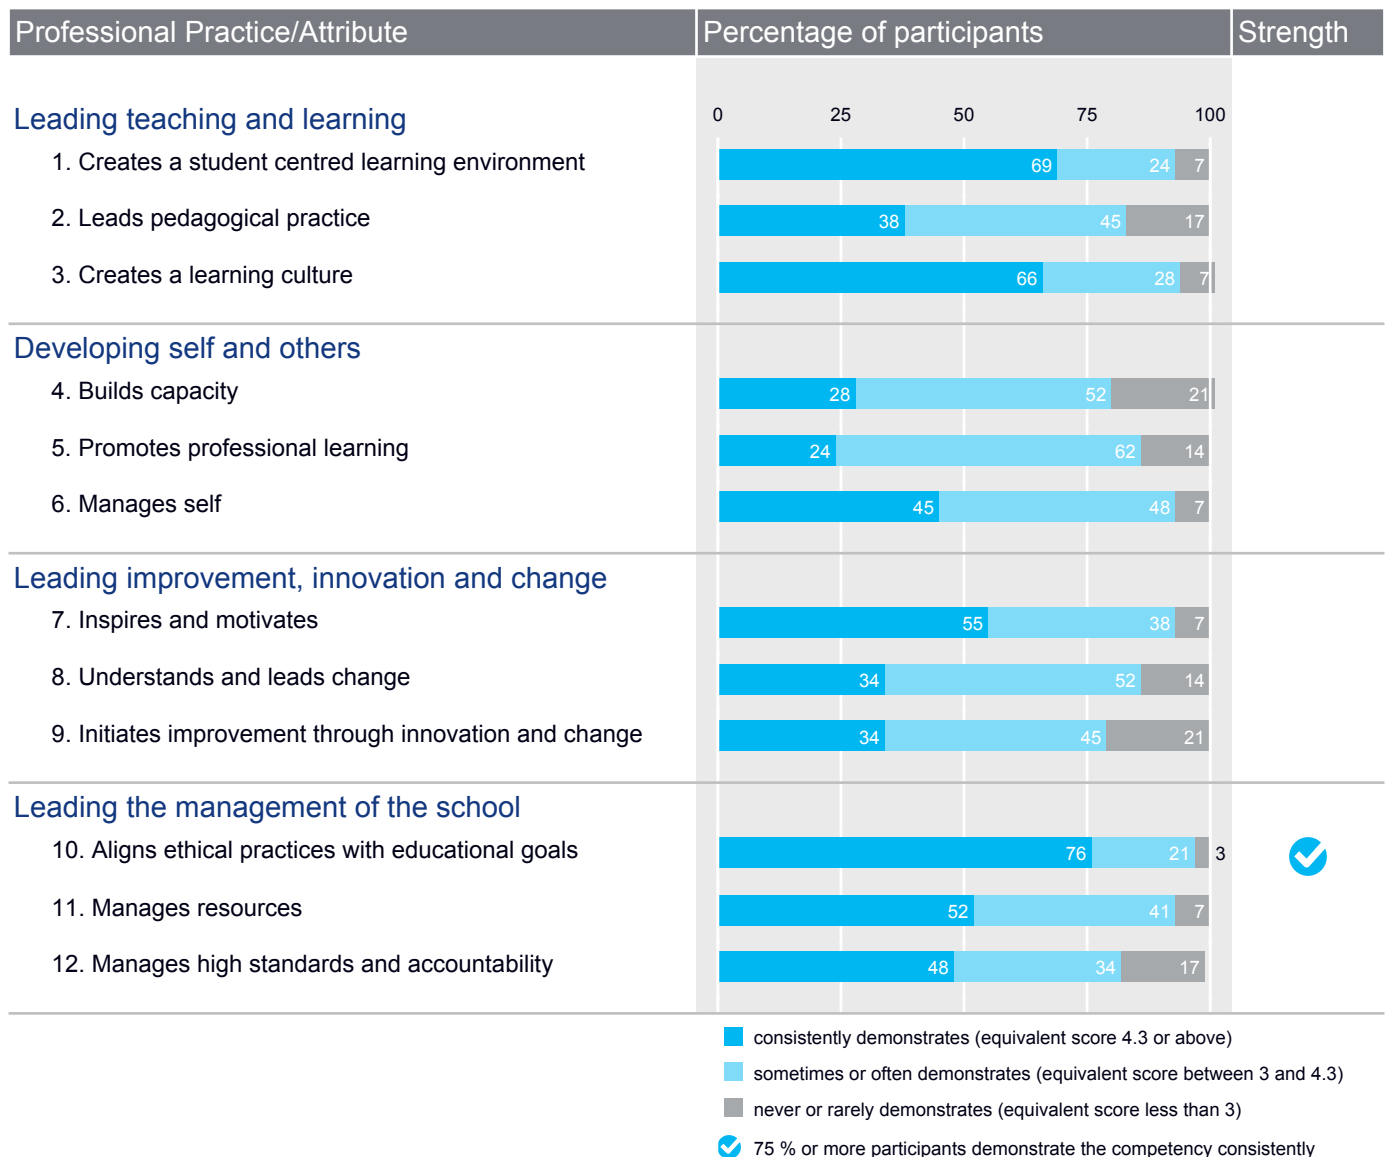 Professional Practice/Attribute Percentage of participants Strength
Leading teaching and learning 0 25 50 75 100
1. Creates a student centred learning environment 69 24 7
2. Leads pedagogical practice 38 45 17
3. Creates a learning culture 66 28 7
Developing self and others
4. Builds capacity 28 52 21
5. Promotes professional learning 24 62 14
6. Manages self 45 48 7
Leading improvement, innovation and change
7. Inspires and motivates 55 38 7
8. Understands and leads change 34 52 14
9. Initiates improvement through innovation and change 34 45 21
Leading the management of the school
10. Aligns ethical practices with educational goals 76 21 3
11. Manages resources 52 41 7
12. Manages high standards and accountability 48 34 17
consistently demonstrates (equivalent score 4.3 or above)
sometimes or often demonstrates (equivalent score between 3 and 4.3)
never or rarely demonstrates (equivalent score less than 3)
75 % or more participants demonstrate the competency consistently